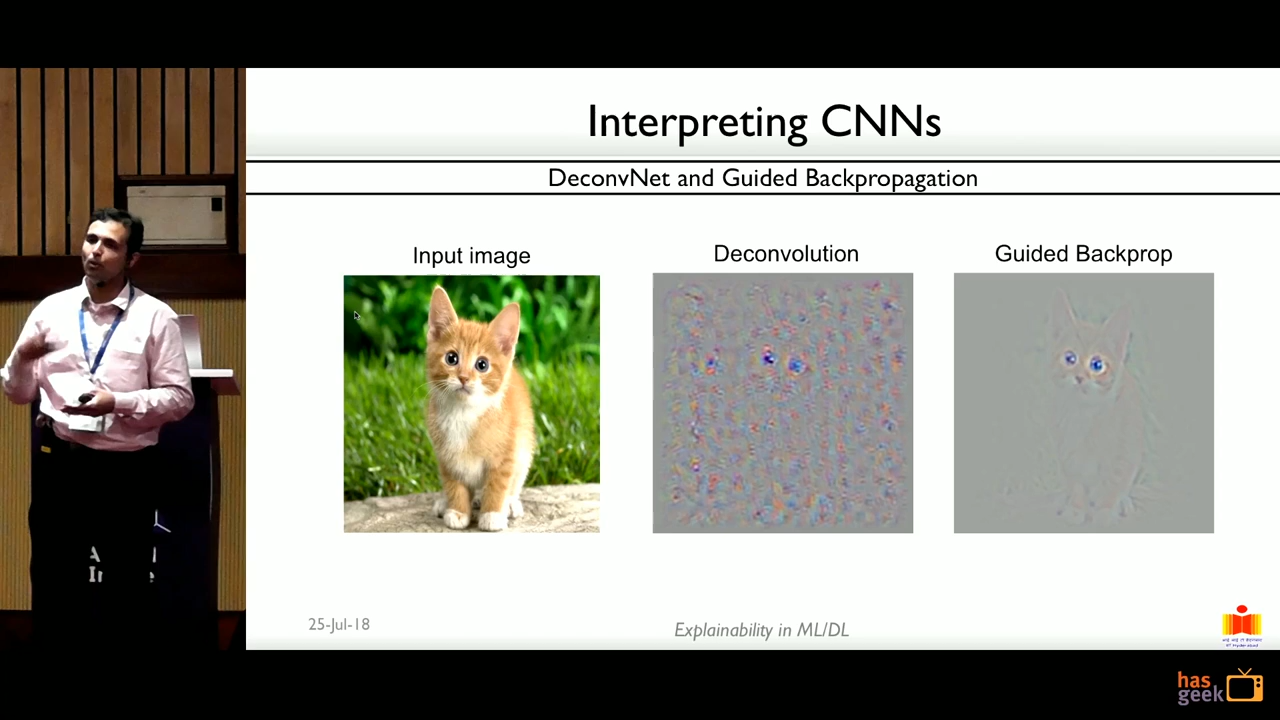 Interpreting CNNs
DeconvNet and Guided Backpropagation
Input image
Deconvolution
Guided Backprop
25-Jul-18
Explainability in ML/DL
has
geek